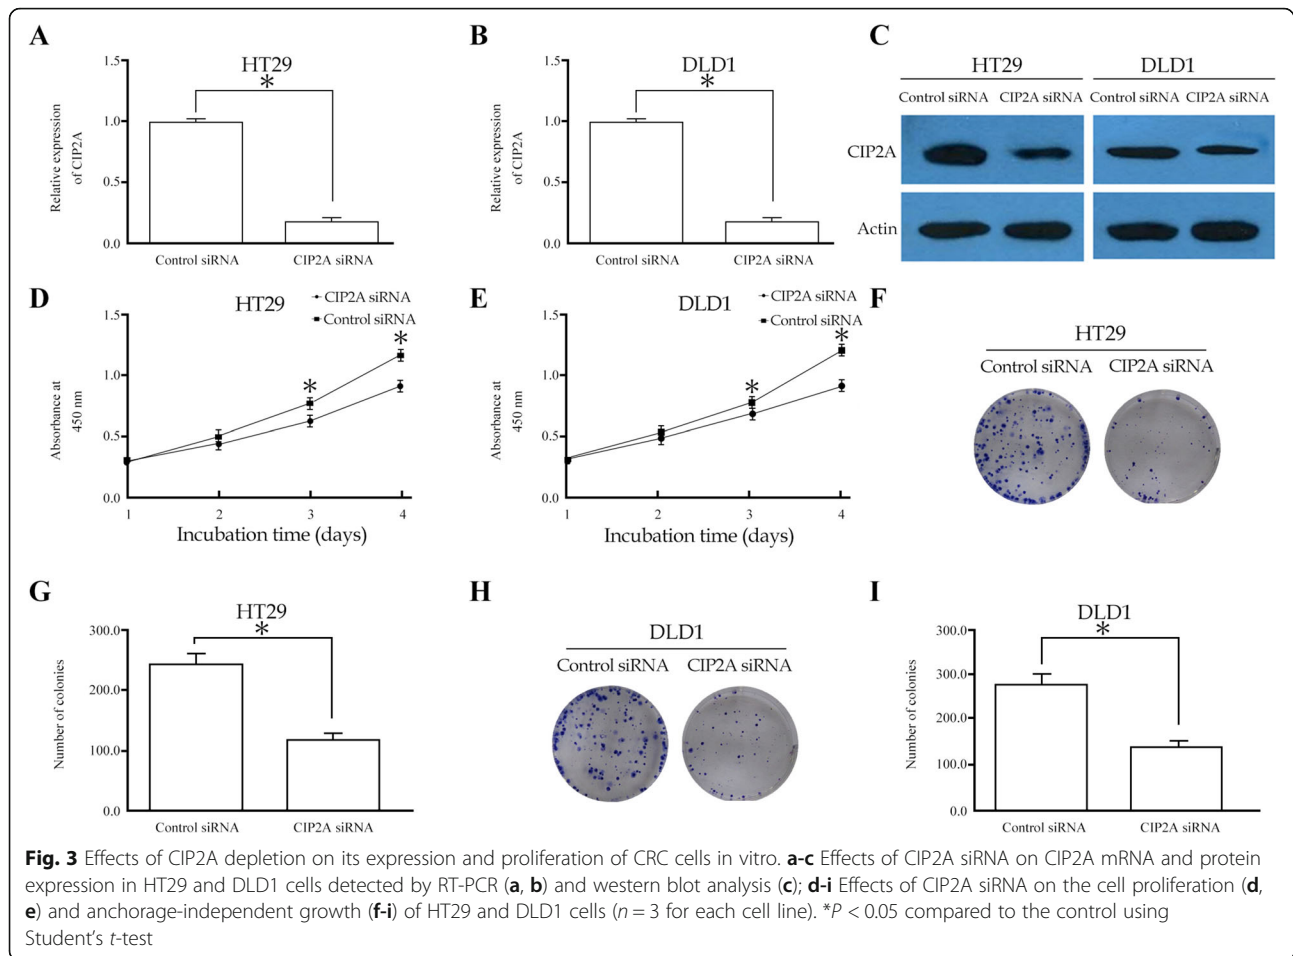 A
HT29
*
Relative expression
of CIP2A
1.5
1.0
0.5
0.0
Control siRNA CIP2A siRNA
B
DLD1
*
Relative expression
of CIP2A
1.5
1.0
0.5
0.0
Control siRNA CIP2A siRNA
C
HT29 DLD1
Control siRNA CIP2A siRNA Control siRNA CIP2A siRNA
CIP2A
Actin
D
HT29
CIP2A siRNA
Control siRNA
* *
Absorbance at
450 nm
1.5
1.0
0.5
0.0
1 2 3 4
Incubation time (days)
E
DLD1
CIP2A siRNA
Control siRNA
* *
Absorbance at
450 nm
1.5
1.0
0.5
0.0
1 2 3 4
Incubation time (days)
F
HT29
Control siRNA CIP2A siRNA
G
HT29
*
Number of colonies
300.0
200.0
100.0
0.0
Control siRNA CIP2A siRNA
H
DLD1
Control siRNA CIP2A siRNA
I
DLD1
*
Number of colonies
300.0
300.0
200.0
100.0
0.0
Control siRNA CIP2A siRNA
Fig. 3 Effects of CIP2A depletion on its expression and proliferation of CRC cells in vitro. a-c Effects of CIP2A siRNA on CIP2A mRNA and protein
expression in HT29 and DLD1 cells detected by RT-PCR (a, b) and western blot analysis (c); d-i Effects of CIP2A siRNA on the cell proliferation (d,
e) and anchorage-independent growth (f-i) of HT29 and DLD1 cells (n = 3 for each cell line). *P < 0.05 compared to the control using
Student's t-test